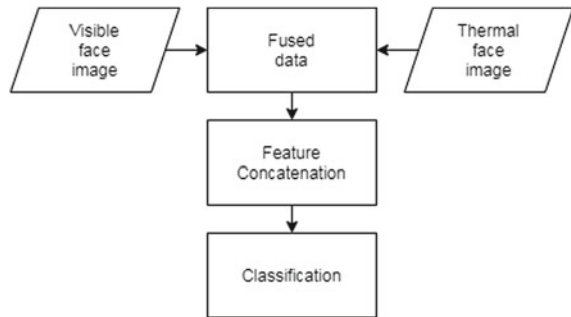 Visible
face
image
Fused
data
Thermal
face
image
Feature
Concatenation
Classification